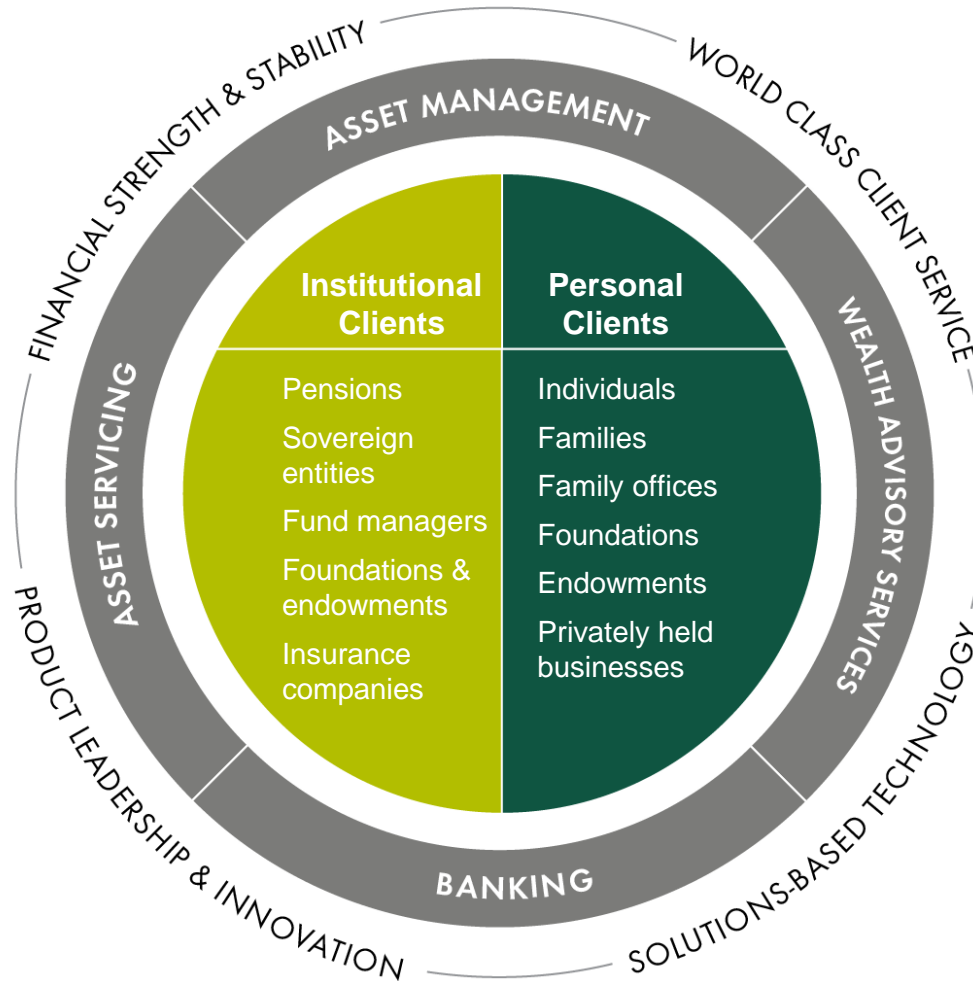 FINANCIAL STRENGTH & STABILITY
WORLD CLASS CLIENT SERVICE
ASSET MANAGEMENT
ASSET SERVICING
WEALTH ADVISORY SERVICES
Institutional
Clients
Pensions
Sovereign
entities
Fund managers
Foundations &
endowments
Insurance
companies
Personal
Clients
Individuals
Families
Family offices
Foundations
Endowments
Privately held
businesses
BANKING
PRODUCT LEADERSHIP & INNOVATION
SOLUTIONS-BASED TECHNOLOGY